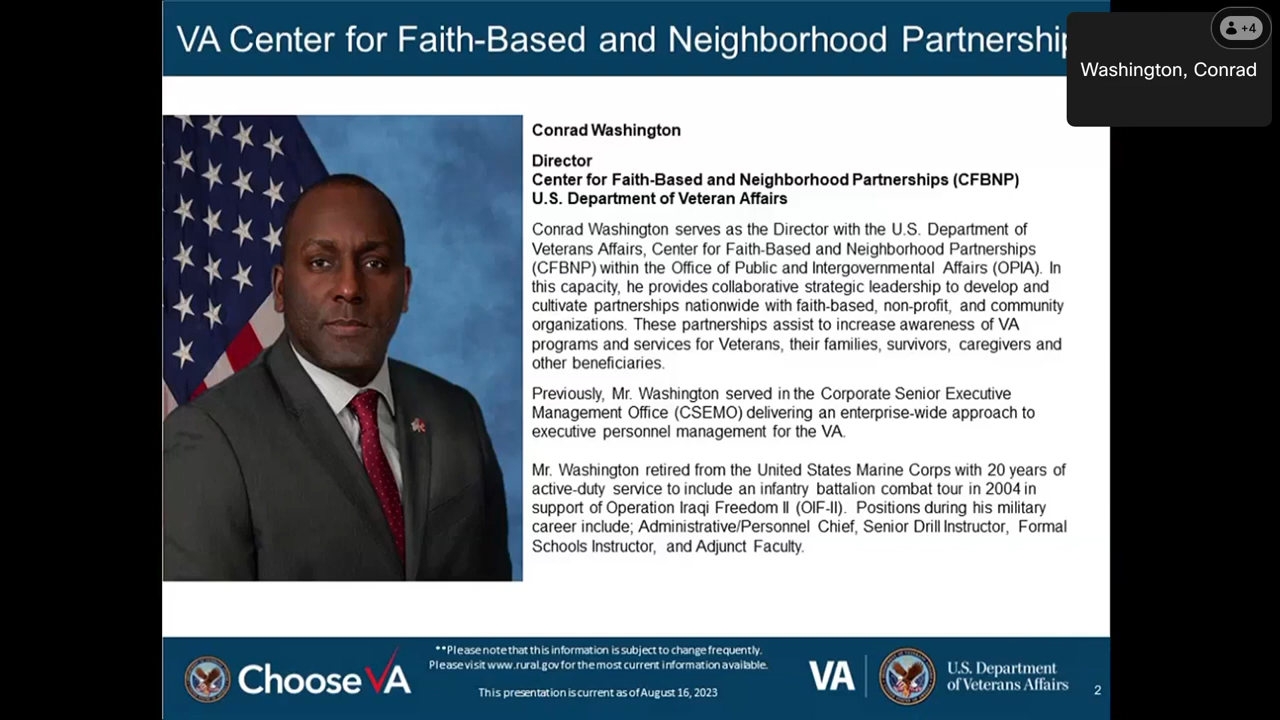 VA Center for Faith-Based and Neighborhood Partnership
+4
Washington, Conrad
Conrad Washington
Director
Center for Faith-Based and Neighborhood Partnerships (CFBNP)
U.S. Department of Veteran Affairs
Conrad Washington serves as the Director with the U.S. Department of
Veterans Affairs, Center for Faith-Based and Neighborhood Partnerships
(CFBNP) within the Office of Public and Intergovernmental Affairs (OPIA). In
this capacity, he provides collaborative strategic leadership to develop and
cultivate partnerships nationwide with faith-based, non-profit, and community
organizations. These partnerships assist to increase awareness of VA
programs and services for Veterans, their families, survivors, caregivers and
other beneficiaries.
Previously, Mr. Washington served in the Corporate Senior Executive
Management Office (CSEMO) delivering an enterprise-wide approach to
executive personnel management for the VA.
Mr. Washington retired from the United States Marine Corps with 20 years of
active-duty service to include an infantry battalion combat tour in 2004 in
support of Operation Iraqi Freedom II (OIF-II). Positions during his military
career include; Administrative/Personnel Chief, Senior Drill Instructor, Formal
Schools Instructor, and Adjunct Faculty.
Choose VA
**Please note that this information is subject to change frequently.
Please visit www.rural.gov for the most current information available.
This presentation is current as of August 16, 2023
VA
U.S. Department
of Veterans Affairs
2